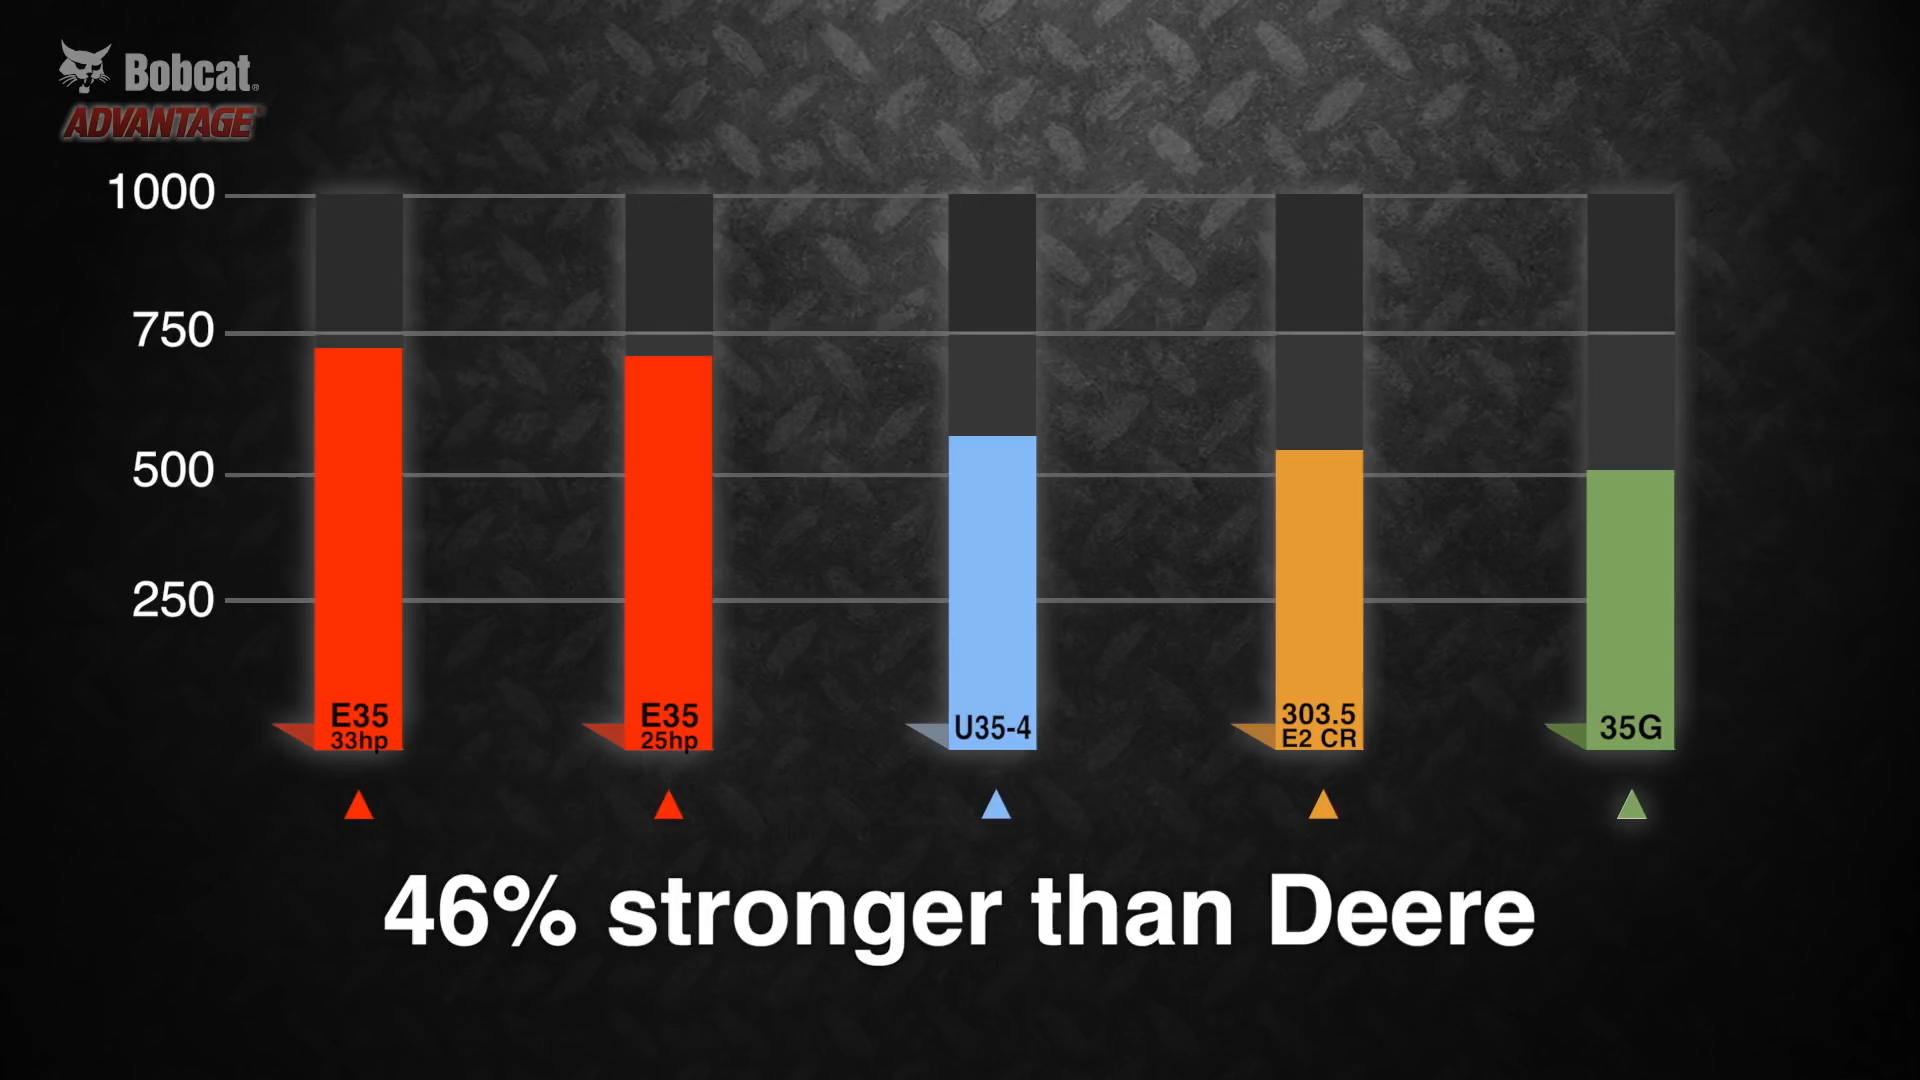 Bobcat®
ADVANTAGE
1000
750
500
250
E35
33hp
E35
25hp
U35-4
303.5
E2 CR
35G
46% stronger than Deere